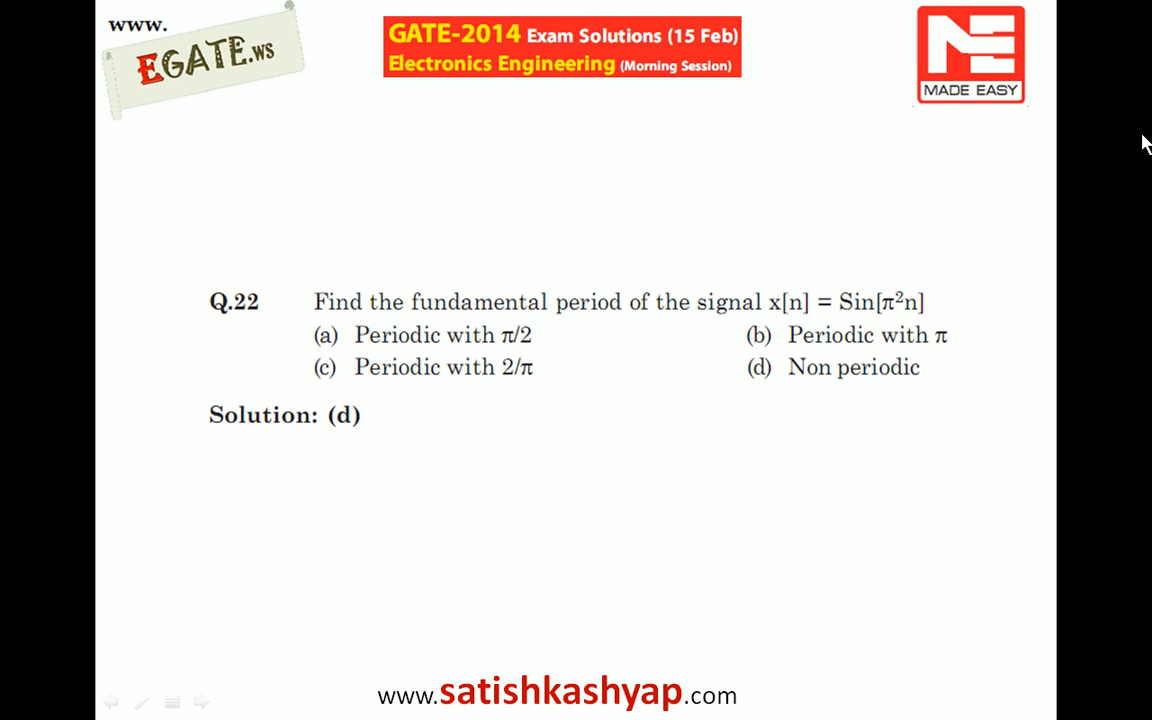 www.
EGATE.ws
GATE-2014 Exam Solutions (15 Feb)
Electronics Engineering (Morning Session)
ME
MADE EASY
Q.22 Find the fundamental period of the signal x[n] = Sin[π²n]
(a) Periodic with π/2 (b) Periodic with π
(c) Periodic with 2/π (d) Non periodic
Solution: (d)
www.satishkashyap.com